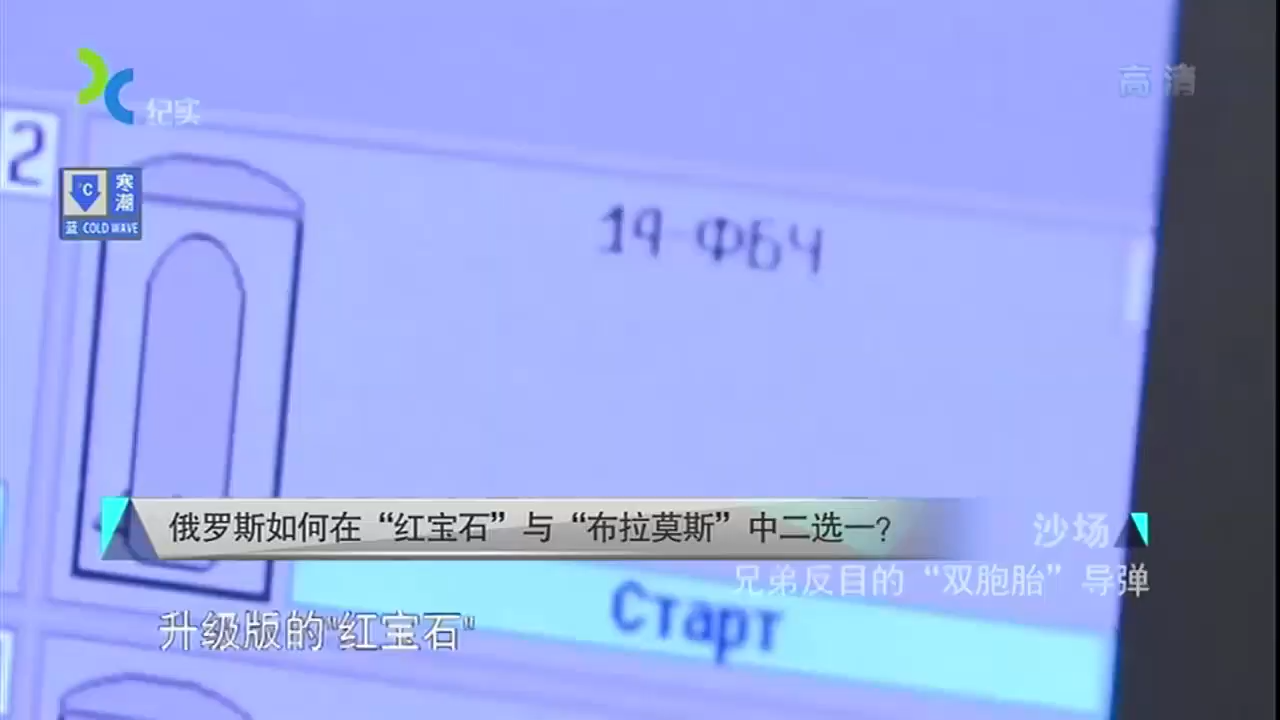 纪实
高清
2
℃
寒潮
蓝 COLD WAVE
19-ФБЧ
俄罗斯如何在“红宝石”与“布拉莫斯”中二选一?
沙场
兄弟反目的“双胞胎”导弹
Старт
升级版的"红宝石"